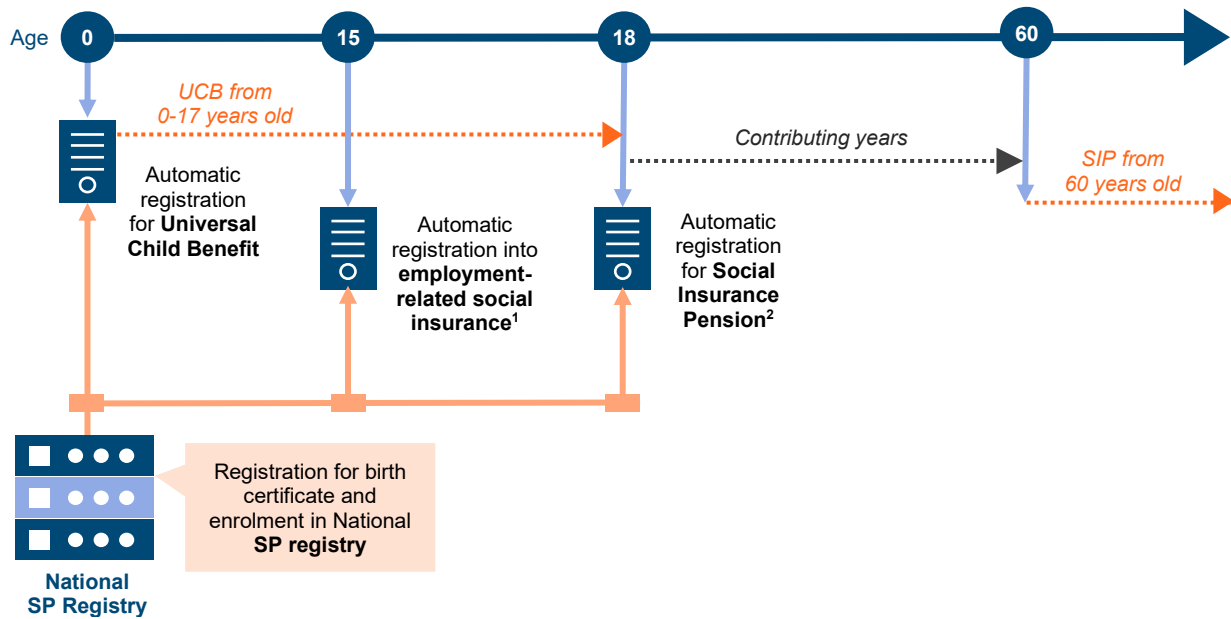 Age
0
15
18
60
UCB from
0-17 years old
Contributing years
SIP from
60 years old
Automatic
registration
for Universal
Child Benefit
Automatic
registration into
employment-
related social
insurance¹
Automatic
registration
for Social
Insurance
Pension²
Registration for birth
certificate and
enrolment in National
SP registry
National
SP Registry